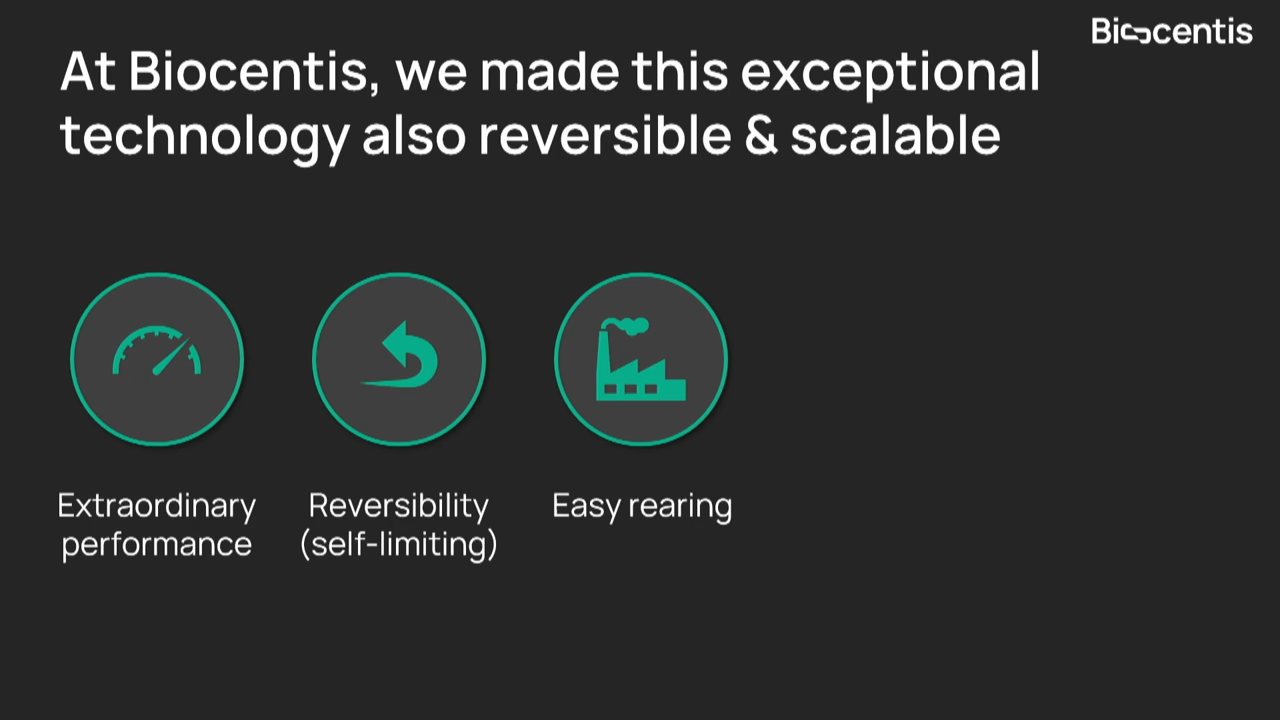 Biocentis
At Biocentis, we made this exceptional
technology also reversible & scalable
Extraordinary
performance
Reversibility
(self-limiting)
Easy rearing